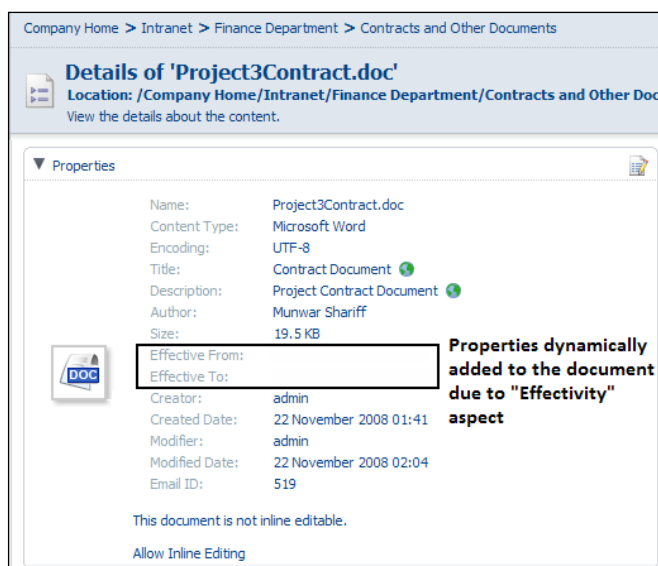 Company Home > Intranet > Finance Department > Contracts and Other Documents
Details of 'Project3Contract.doc'
Location: /Company Home/Intranet/Finance Department/Contracts and Other Doc
View the details about the content.
Properties
Name: Project3Contract.doc
Content Type: Microsoft Word
Encoding: UTF-8
Title: Contract Document
Description: Project Contract Document
Author: Munwar Shariff
Size: 19.5 KB
Effective From:
Effective To:
Properties dynamically
added to the document
due to "Effectivity"
aspect
DOC
Creator: admin
Created Date: 22 November 2008 01:41
Modifier: admin
Modified Date: 22 November 2008 02:04
Email ID: 519
This document is not inline editable.
Allow Inline Editing